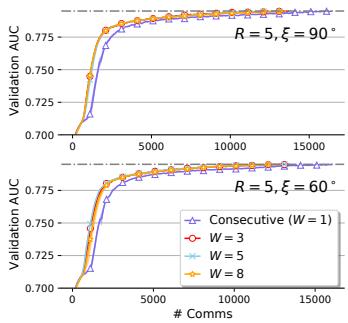 Validation AUC
0.775
0.750
0.725
0.700
R = 5, ξ = 90°
0 5000 10000 15000
Validation AUC
0.775
0.750
0.725
0.700
R = 5, ξ = 60°
Consecutive (W = 1)
W = 3
W = 5
W = 8
0 5000 10000 15000
# Comms